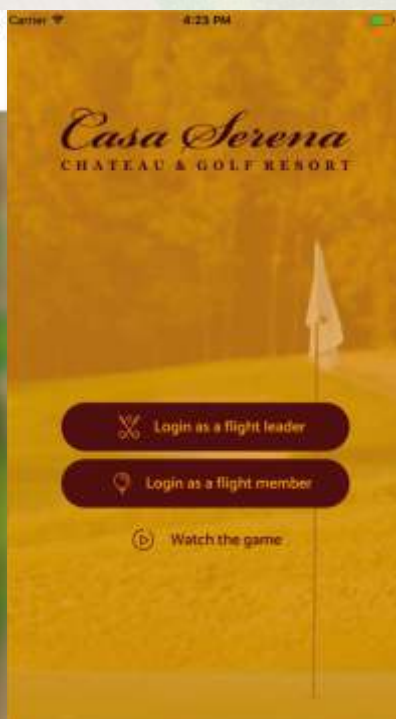 Carrier 4:23 PM
Casa Serena
CHATEAU & GOLF RESORT
Login as a flight leader
Login as a flight member
Watch the game